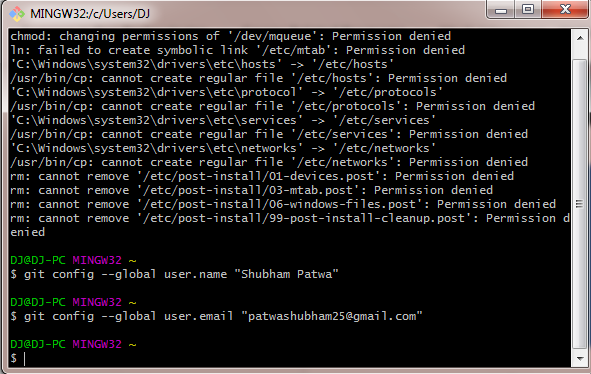 MINGW32:/c/Users/DJ
chmod: changing permissions of '/dev/mqueue': Permission denied
ln: failed to create symbolic link '/etc/mtab': Permission denied
'C:\Windows\system32\drivers\etc\hosts' -> '/etc/hosts'
/usr/bin/cp: cannot create regular file '/etc/hosts': Permission denied
'C:\Windows\system32\drivers\etc\protocol' -> '/etc/protocols'
/usr/bin/cp: cannot create regular file '/etc/protocols': Permission denied
'C:\Windows\system32\drivers\etc\services' -> '/etc/services'
/usr/bin/cp: cannot create regular file '/etc/services': Permission denied
'C:\Windows\system32\drivers\etc\networks' -> '/etc/networks'
/usr/bin/cp: cannot create regular file '/etc/networks': Permission denied
rm: cannot remove '/etc/post-install/01-devices.post': Permission denied
rm: cannot remove '/etc/post-install/03-mtab.post': Permission denied
rm: cannot remove '/etc/post-install/06-windows-files.post': Permission denied
rm: cannot remove '/etc/post-install/99-post-install-cleanup.post': Permission d
enied
DJ@DJ-PC MINGW32 ~
$ git config --global user.name "Shubham Patwa"
DJ@DJ-PC MINGW32 ~
$ git config --global user.email "patwashubham25@gmail.com"
DJ@DJ-PC MINGW32 ~
$